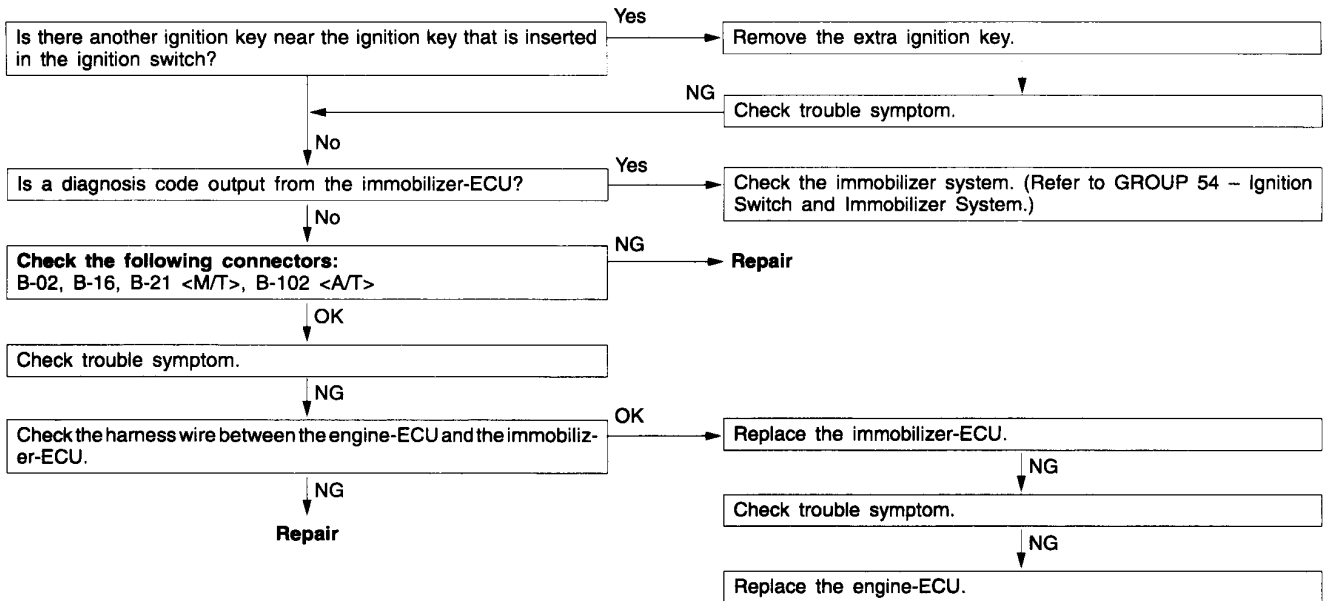 Yes
Is there another ignition key near the ignition key that is inserted
in the ignition switch?
Remove the extra ignition key.
NG
Check trouble symptom.
No
Yes
Is a diagnosis code output from the immobilizer-ECU?
Check the immobilizer system. (Refer to GROUP 54 – Ignition
Switch and Immobilizer System.)
No
Check the following connectors:
B-02, B-16, B-21 <M/T>, B-102 <A/T>
NG
Repair
OK
Check trouble symptom.
NG
Check the harness wire between the engine-ECU and the immobiliz-
er-ECU.
OK
Replace the immobilizer-ECU.
NG
Repair
NG
Check trouble symptom.
NG
Replace the engine-ECU.